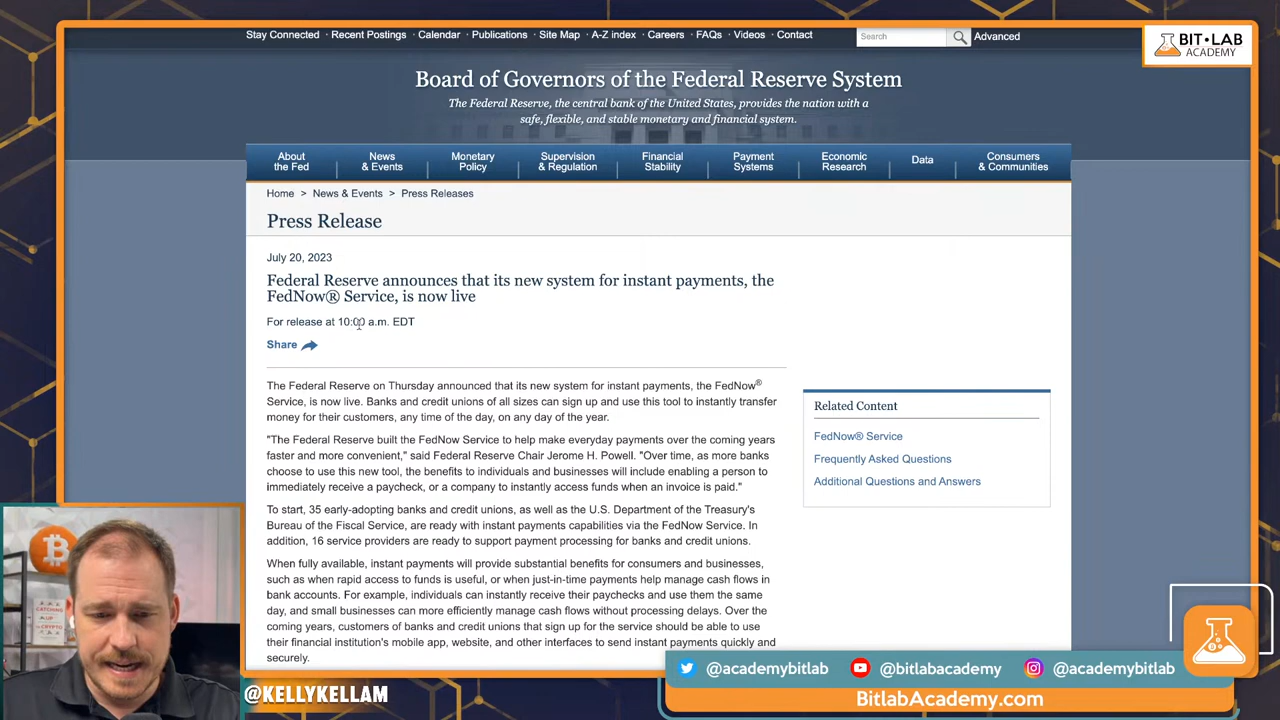 Stay Connected · Recent Postings · Calendar · Publications · Site Map · A-Z index · Careers · FAQs · Videos · Contact
Search
Advanced
BIT·LAB
ACADEMY
Board of Governors of the Federal Reserve System
The Federal Reserve, the central bank of the United States, provides the nation with a
safe, flexible, and stable monetary and financial system.
About
the Fed
News
& Events
Monetary
Policy
Supervision
& Regulation
Financial
Stability
Payment
Systems
Economic
Research
Data
Consumers
& Communities
Home > News & Events > Press Releases
Press Release
July 20, 2023
Federal Reserve announces that its new system for instant payments, the
FedNow® Service, is now live
For release at 10:00 a.m. EDT
Share
The Federal Reserve on Thursday announced that its new system for instant payments, the FedNow®
Service, is now live. Banks and credit unions of all sizes can sign up and use this tool to instantly transfer
money for their customers, any time of the day, on any day of the year.
"The Federal Reserve built the FedNow Service to help make everyday payments over the coming years
faster and more convenient," said Federal Reserve Chair Jerome H. Powell. "Over time, as more banks
choose to use this new tool, the benefits to individuals and businesses will include enabling a person to
immediately receive a paycheck, or a company to instantly access funds when an invoice is paid."
To start, 35 early-adopting banks and credit unions, as well as the U.S. Department of the Treasury's
Bureau of the Fiscal Service, are ready with instant payments capabilities via the FedNow Service. In
addition, 16 service providers are ready to support payment processing for banks and credit unions.
When fully available, instant payments will provide substantial benefits for consumers and businesses,
such as when rapid access to funds is useful, or when just-in-time payments help manage cash flows in
bank accounts. For example, individuals can instantly receive their paychecks and use them the same
day, and small businesses can more efficiently manage cash flows without processing delays. Over the
coming years, customers of banks and credit unions that sign up for the service should be able to use
their financial institution's mobile app, website, and other interfaces to send instant payments quickly and
securely.
Related Content
FedNow® Service
Frequently Asked Questions
Additional Questions and Answers
CATCHING
UP
TO
CRYPTO
@KELLYKELLAM
@academybitlab
@bitlabacademy
@academybitlab
BitlabAcademy.com